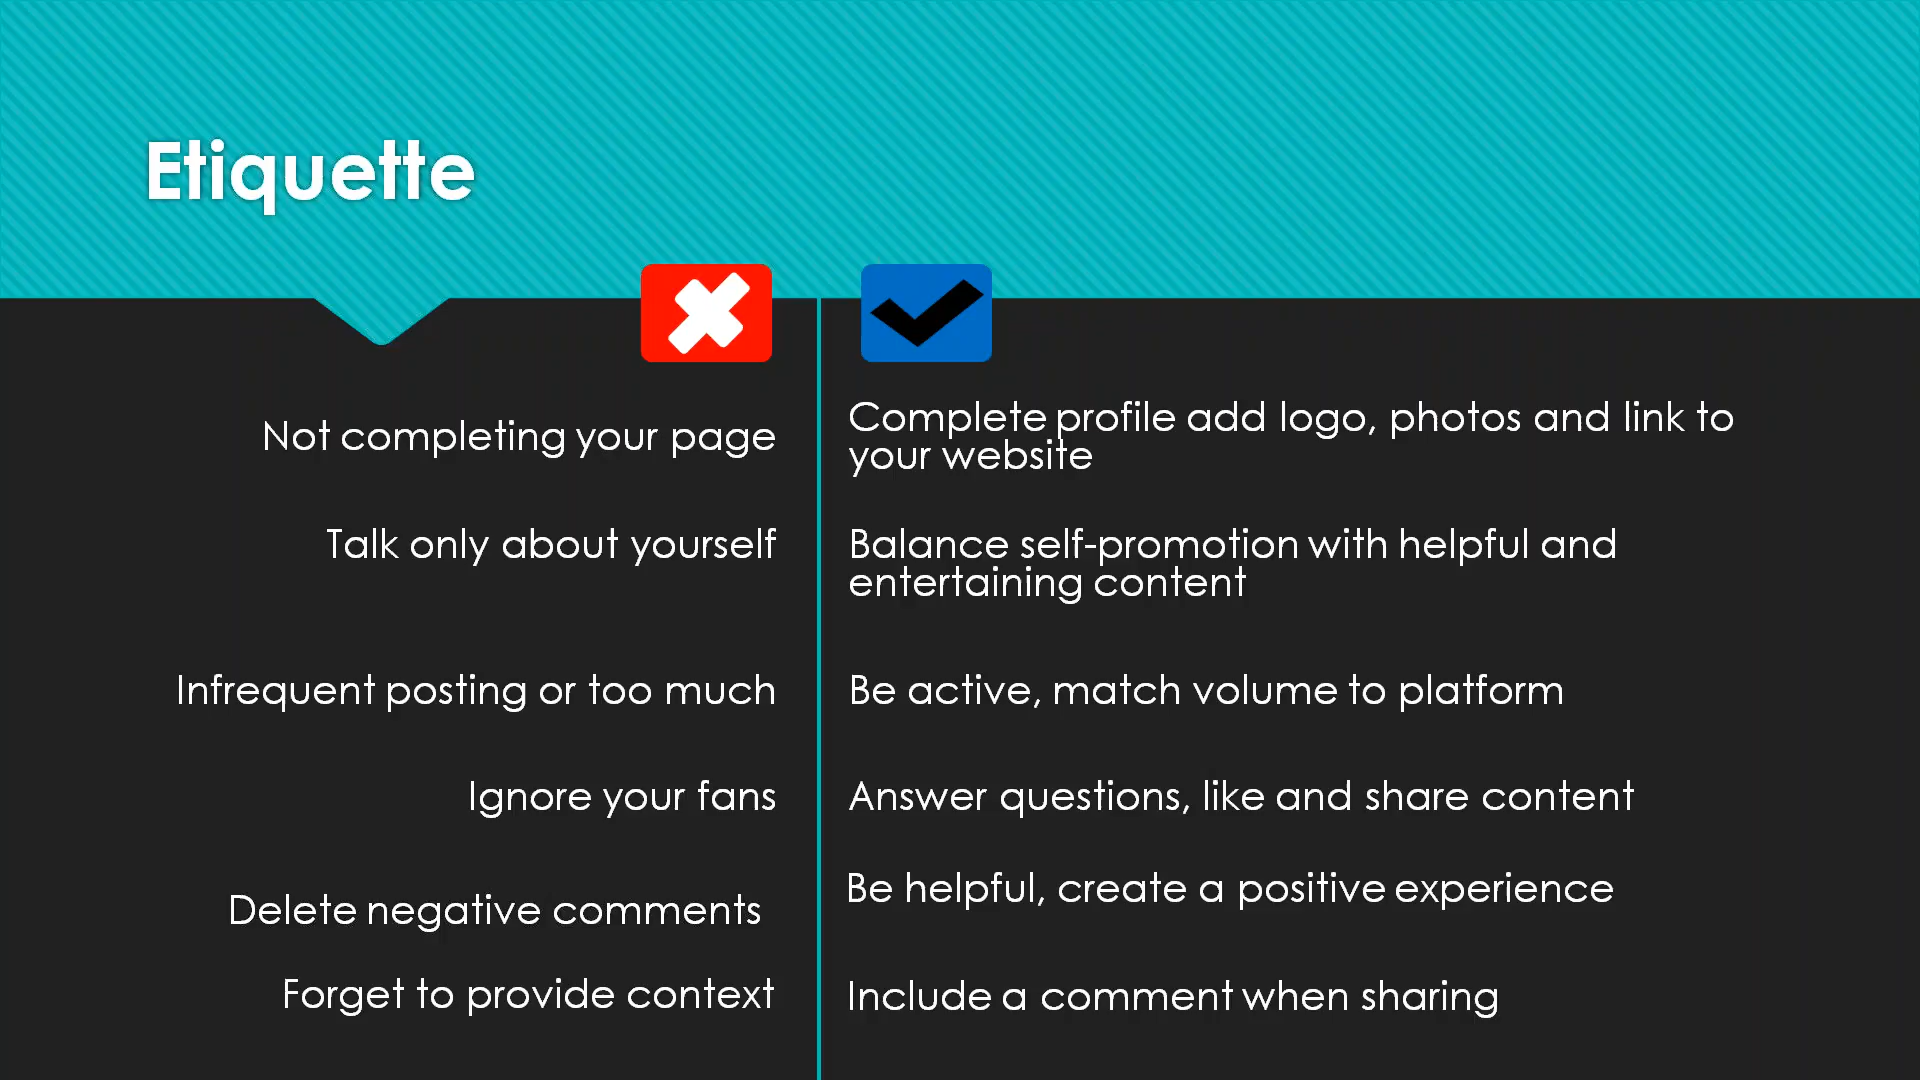 Etiquette
Not completing your page
Complete profile add logo, photos and link to
your website
Talk only about yourself
Balance self-promotion with helpful and
entertaining content
Infrequent posting or too much
Be active, match volume to platform
Ignore your fans
Answer questions, like and share content
Delete negative comments
Be helpful, create a positive experience
Forget to provide context
Include a comment when sharing